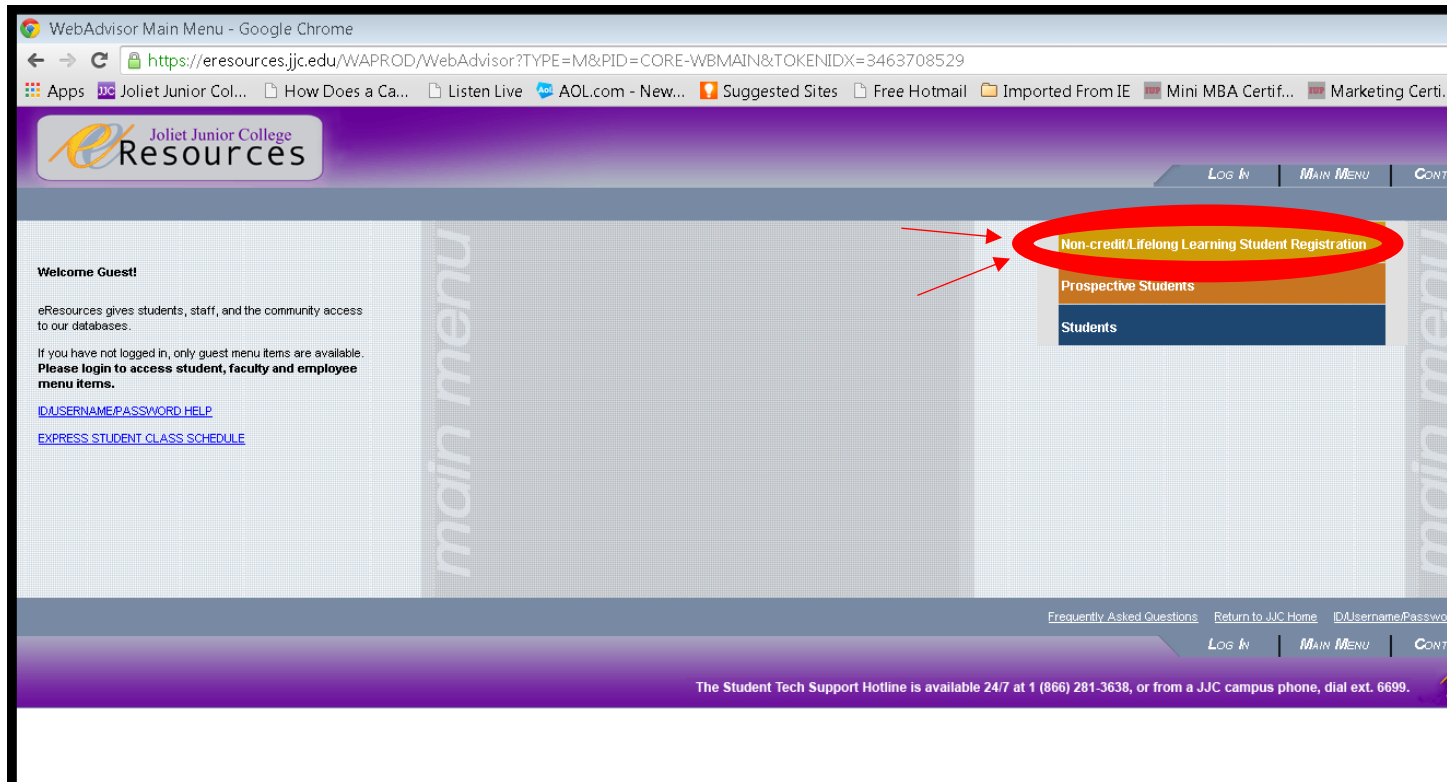 WebAdvisor Main Menu - Google Chrome
https://eresources.jjc.edu/WAPROD/WebAdvisor?TYPE=M&PID=CORE-WBMAIN&TOKENIDX=3463708529
Apps JJC Joliet Junior Col... How Does a Ca... Listen Live Aol AOL.com - New... Suggested Sites Free Hotmail Imported From IE Mini MBA Certif... Marketing Certi...
Joliet Junior College
eResources
LOG IN MAIN MENU CONT
Welcome Guest!
eResources gives students, staff, and the community access
to our databases.
If you have not logged in, only guest menu items are available.
Please login to access student, faculty and employee
menu items.
ID/USERNAME/PASSWORD HELP
EXPRESS STUDENT CLASS SCHEDULE
main menu
Non-credit/Lifelong Learning Student Registration
Prospective Students
Students
main menu
Frequently Asked Questions Return to JJC Home ID/Username/Passwo
LOG IN MAIN MENU CONT
The Student Tech Support Hotline is available 24/7 at 1 (866) 281-3638, or from a JJC campus phone, dial ext. 6699.